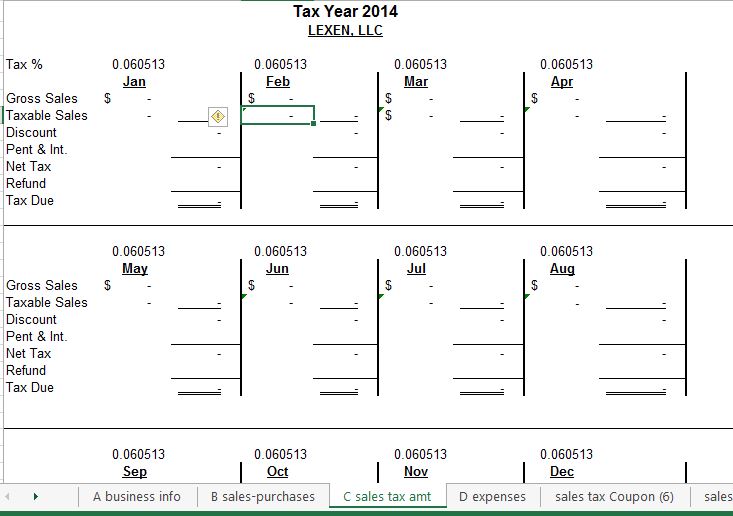 Tax Year 2014
LEXEN, LLC
Tax % 0.060513 0.060513 0.060513 0.060513
Jan Feb Mar Apr
Gross Sales $ - $ - $ - $ -
Taxable Sales - - - $ - - - -
Discount - - - -
Pent & Int.
Net Tax - - - -
Refund
Tax Due - - - -
0.060513 0.060513 0.060513 0.060513
May Jun Jul Aug
Gross Sales $ - $ - $ - $ -
Taxable Sales - - - - - - - -
Discount - - - -
Pent & Int.
Net Tax - - - -
Refund
Tax Due - - - -
0.060513 0.060513 0.060513 0.060513
Sep Oct Nov Dec
A business info B sales-purchases C sales tax amt D expenses sales tax Coupon (6) sales